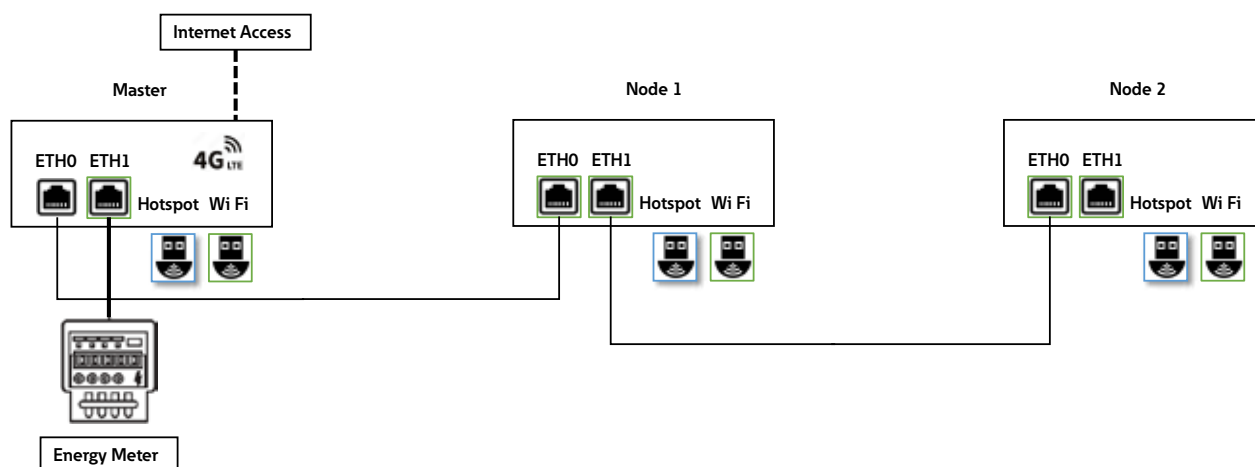 Internet Access
Master
Node 1
Node 2
ETH0 ETH1
4G LTE
Hotspot Wi Fi
ETH0 ETH1
Hotspot Wi Fi
ETH0 ETH1
Hotspot Wi Fi
Energy Meter